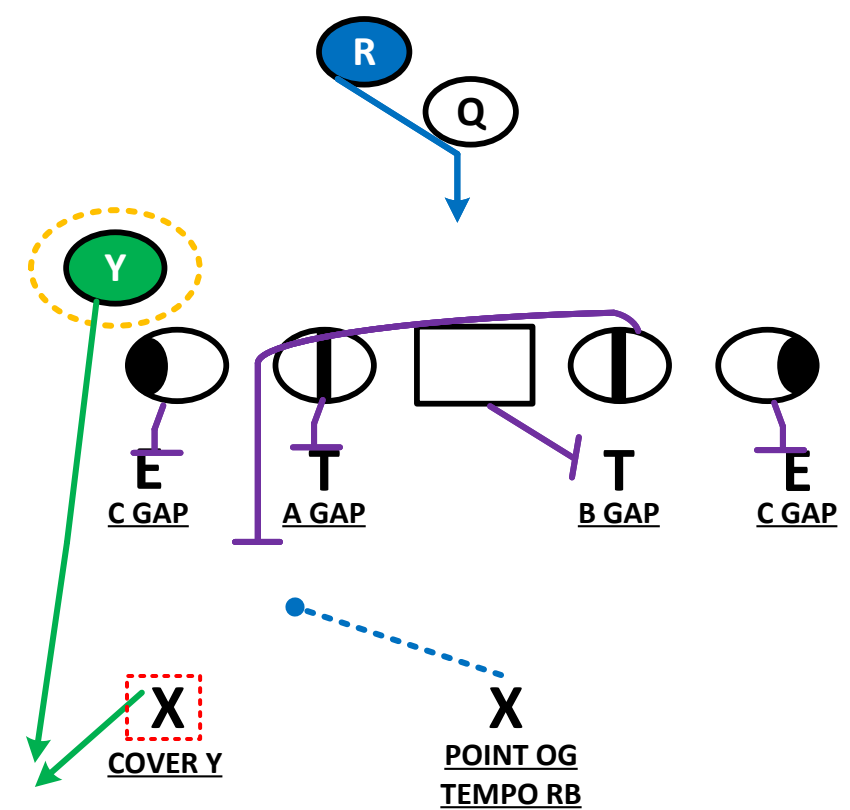 R
Q
Y
E T T E
C GAP A GAP B GAP C GAP
X X
COVER Y POINT OG
TEMPO RB